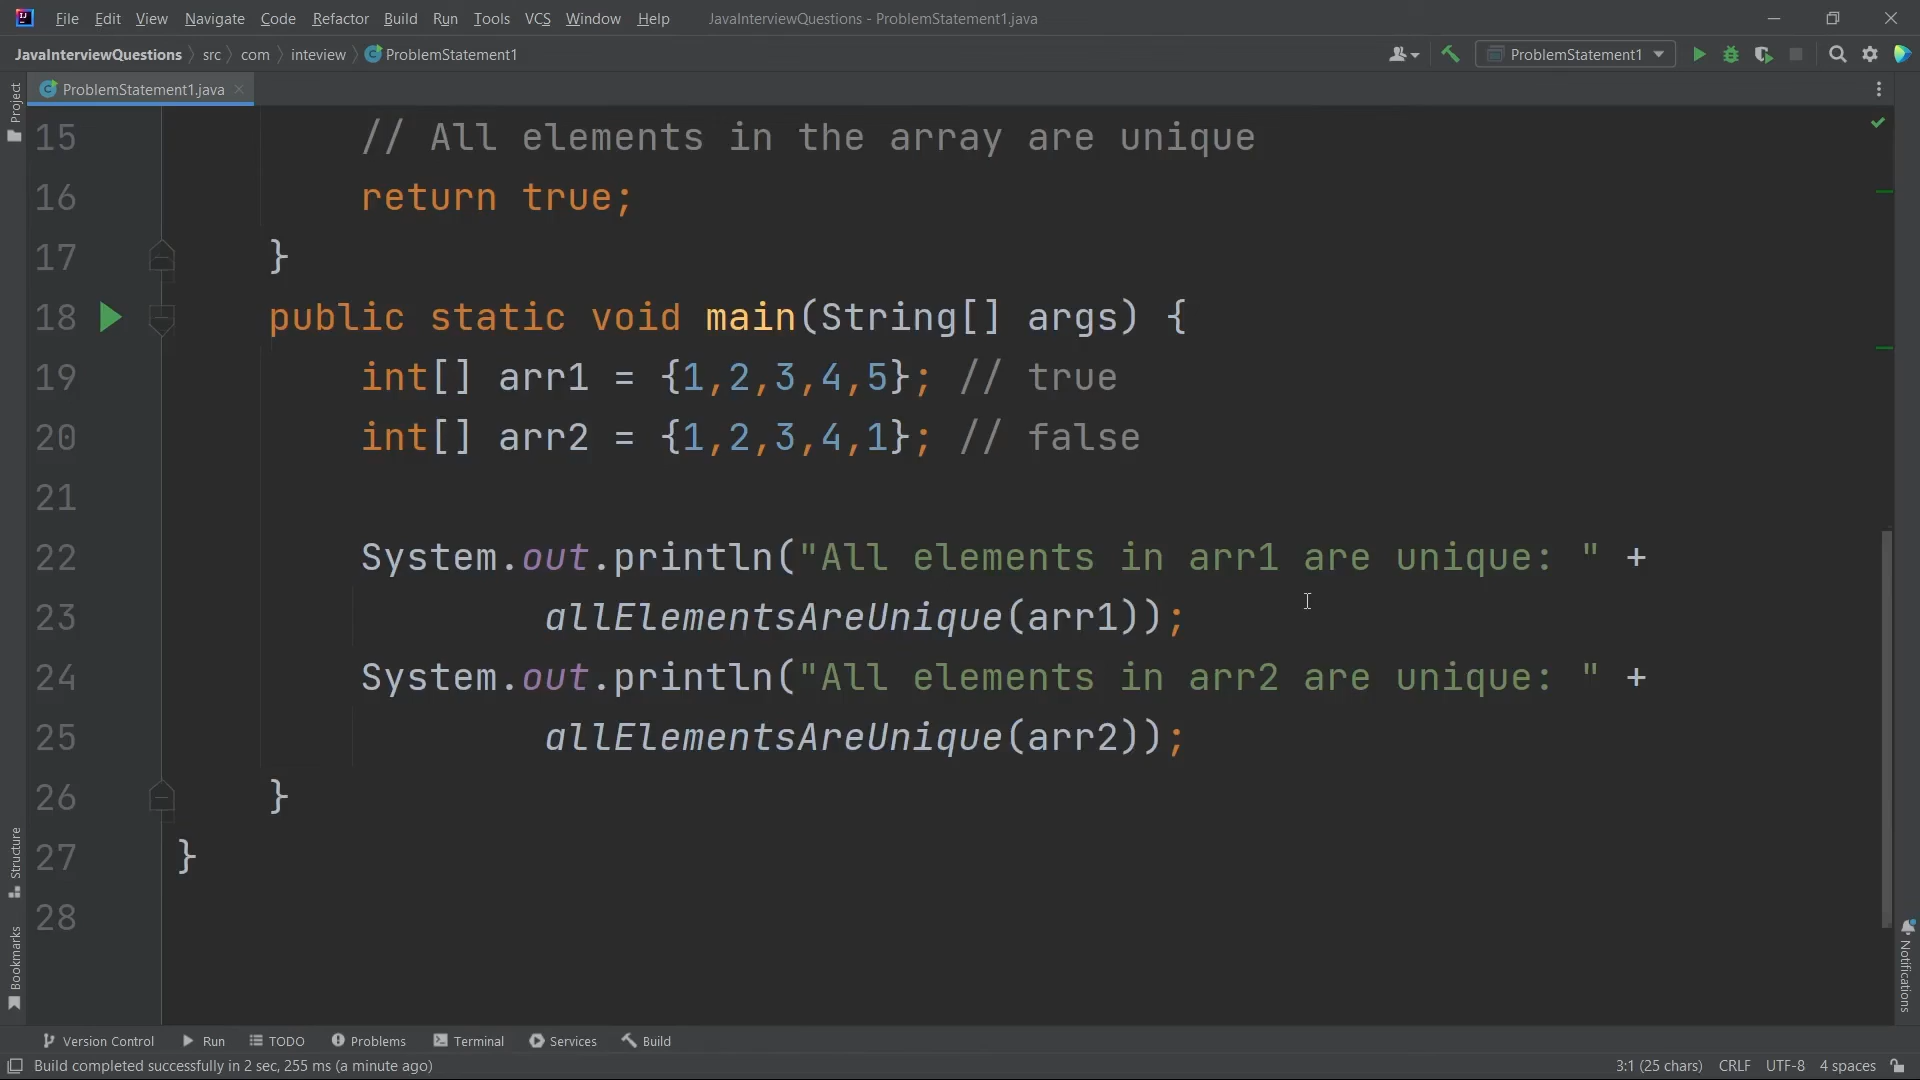 File Edit View Navigate Code Refactor Build Run Tools VCS Window Help JavaInterviewQuestions - ProblemStatement1.java
JavaInterviewQuestions src com inteview ProblemStatement1 ProblemStatement1
ProblemStatement1.java
Project
15 // All elements in the array are unique
16 return true;
17 }
18 public static void main(String[] args) {
19 int[] arr1 = {1,2,3,4,5}; // true
20 int[] arr2 = {1,2,3,4,1}; // false
21
22 System.out.println("All elements in arr1 are unique: " +
23 allElementsAreUnique(arr1));
24 System.out.println("All elements in arr2 are unique: " +
25 allElementsAreUnique(arr2));
26 }
27 }
28
Structure
Bookmarks
Notifications
Version Control Run TODO Problems Terminal Services Build
Build completed successfully in 2 sec, 255 ms (a minute ago) 3:1 (25 chars) CRLF UTF-8 4 spaces